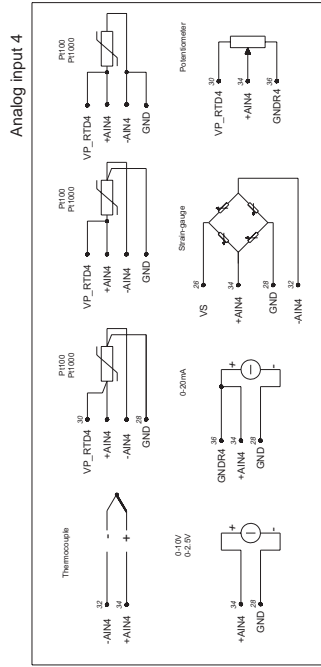 Analog input 4
Thermocouple
32
-AIN4
-
34
+AIN4
+
Pt100
Pt1000
30
VP_RTD4
+AIN4
-AIN4
28
GND
Pt100
Pt1000
VP_RTD4
+AIN4
-AIN4
GND
Pt100
Pt1000
VP_RTD4
+AIN4
-AIN4
GND
0-10V
0-2.5V
34
+AIN4
+
28
GND
-
0-20mA
36
GNDR4
34
+AIN4
+
28
GND
-
Strain-gauge
26
VS
34
+AIN4
28
GND
32
-AIN4
Potentiometer
30
VP_RTD4
34
+AIN4
36
GNDR4